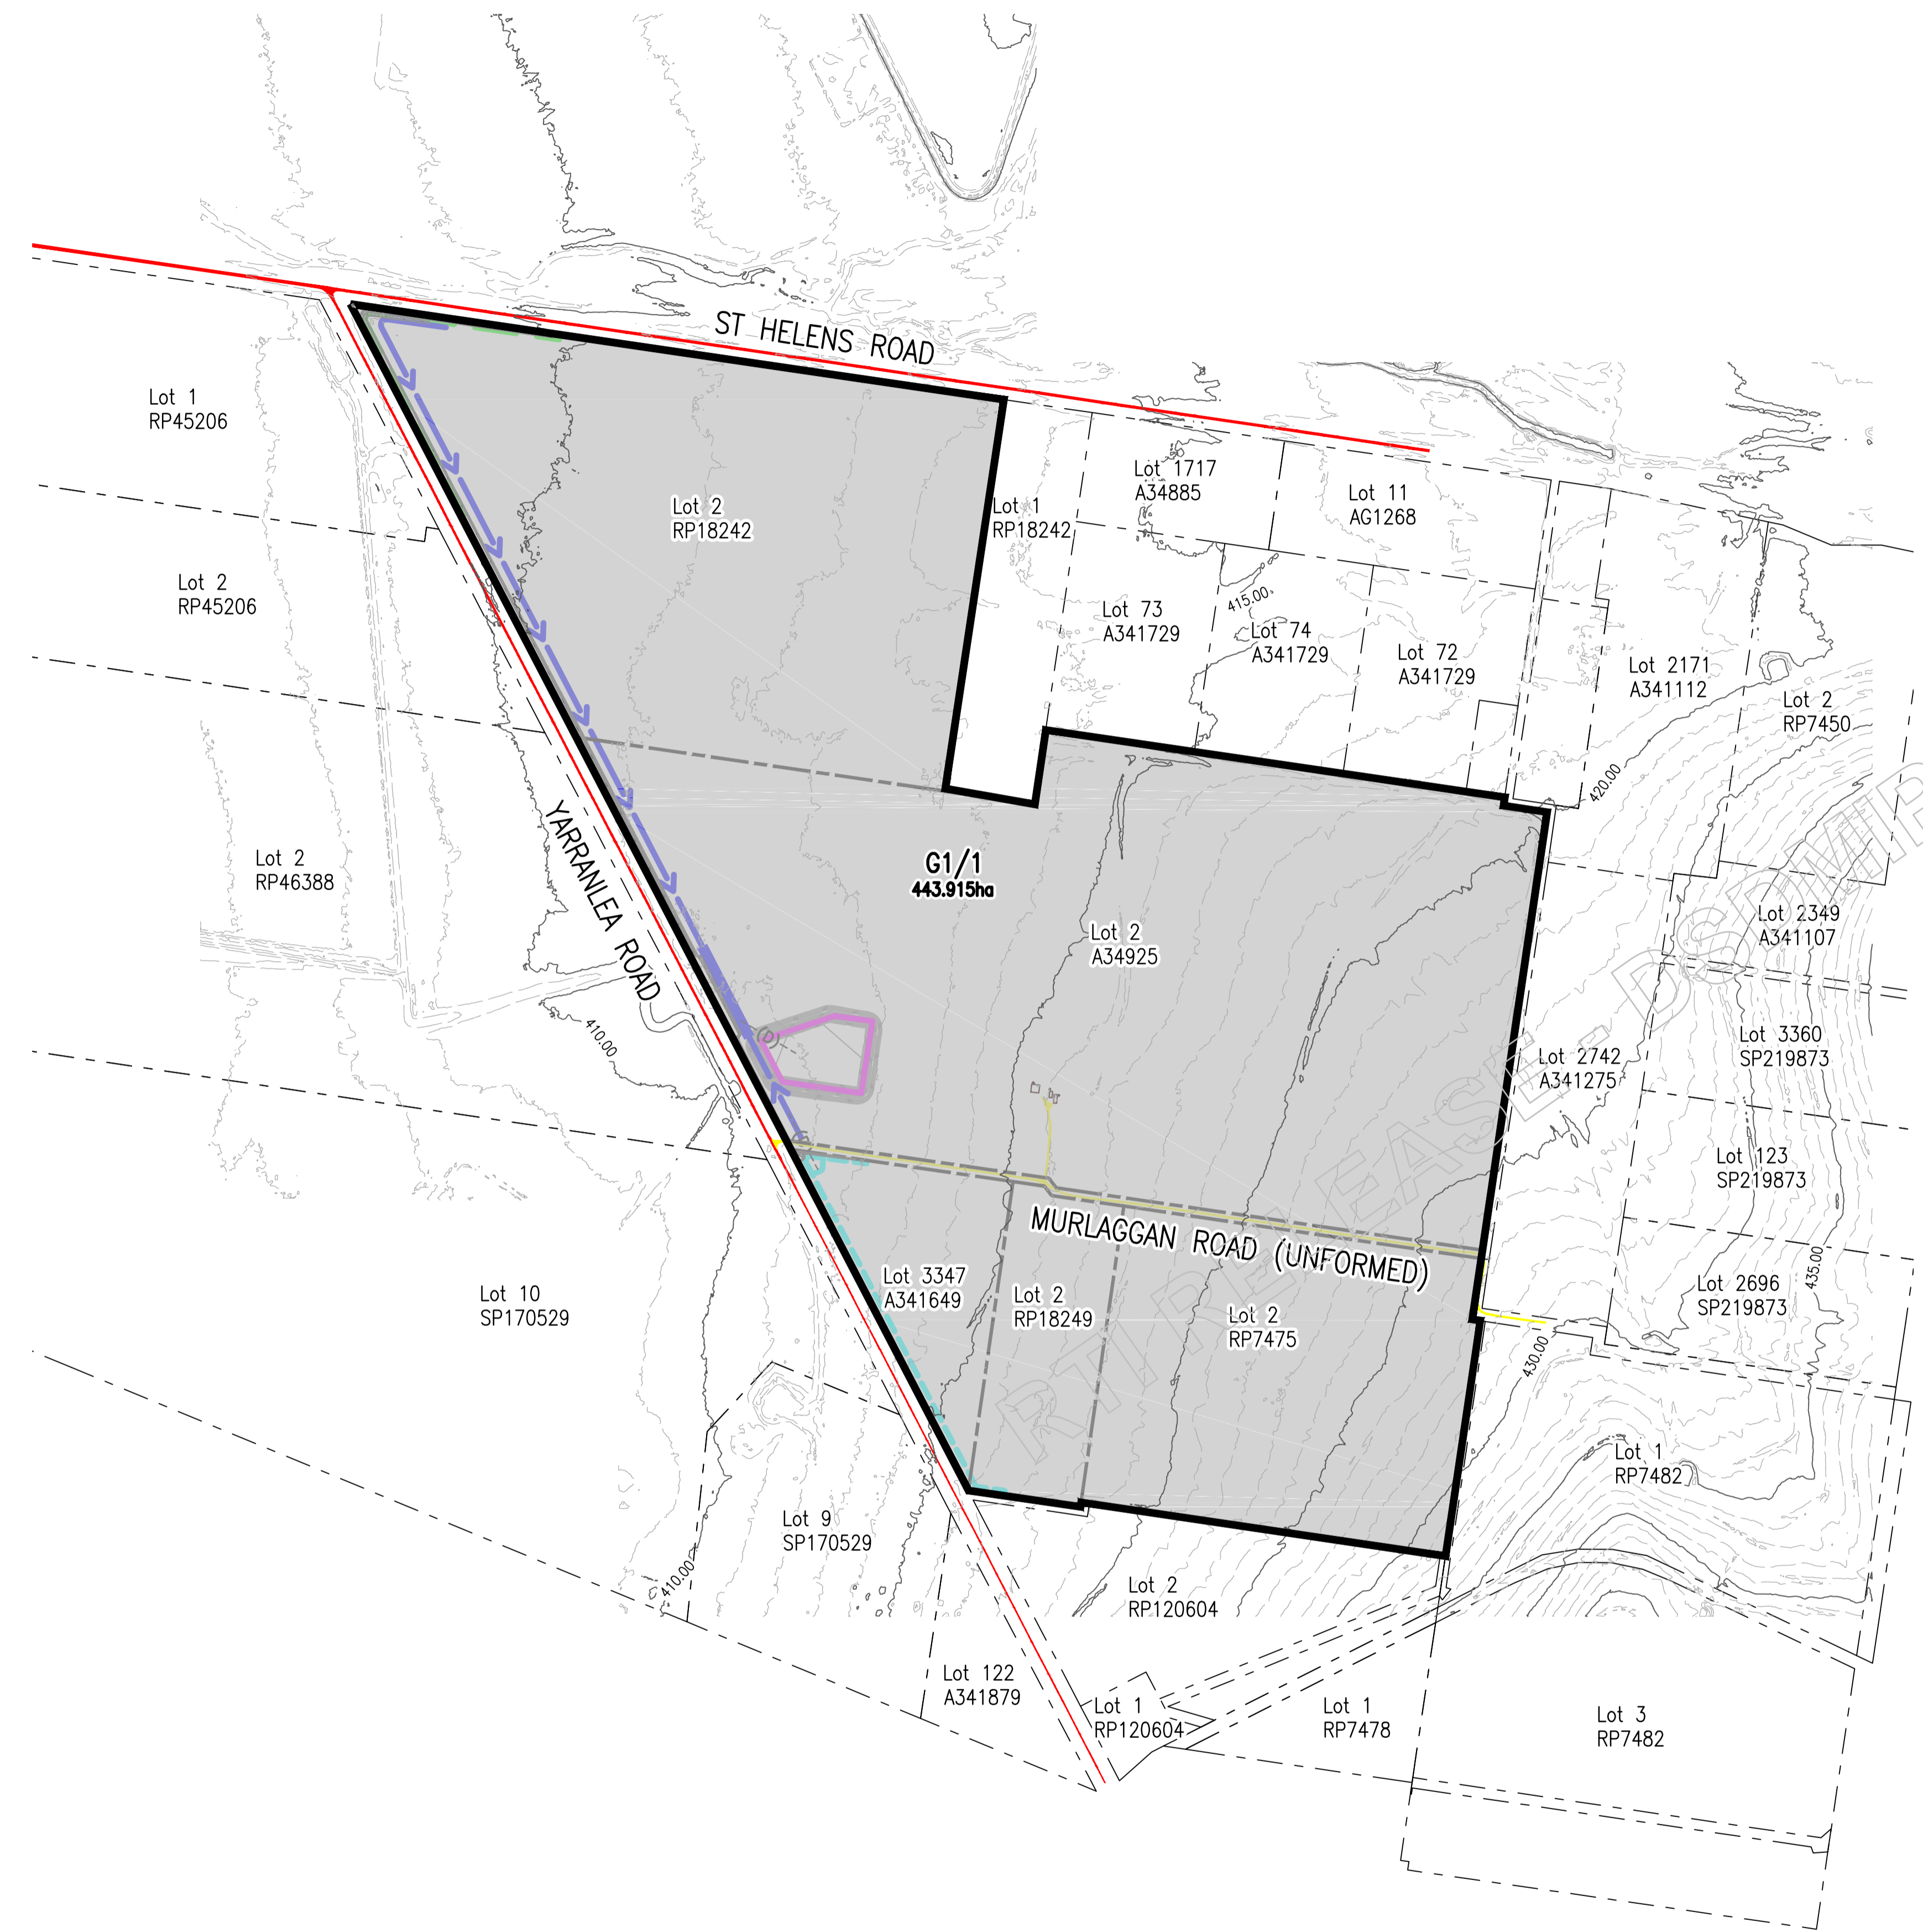 ST HELENS ROAD
Lot 1
RP45206
Lot 1717
A34885
Lot 11
AG1268
Lot 2
RP18242
Lot 1
RP18242
Lot 2
RP45206
415.00
Lot 73
A341729
Lot 74
A341729
Lot 72
A341729
Lot 2171
A341112
Lot 2
RP7450
420.00
YARRANLEA ROAD
Lot 2
RP46388
G1/1
443.915ha
Lot 2
A34925
Lot 2349
A341107
410.00
(D)
Lot 3360
SP219873
Lot 2742
A341275
Lot 123
SP219873
MURLAGGAN ROAD (UNFORMED)
Lot 10
SP170529
Lot 3347
A341649
Lot 2
RP18249
Lot 2
RP7475
435.00
Lot 2696
SP219873
430.00
Lot 1
RP7482
Lot 9
SP170529
410.00
Lot 2
RP120604
Lot 122
A341879
Lot 1
RP120604
Lot 1
RP7478
Lot 3
RP7482